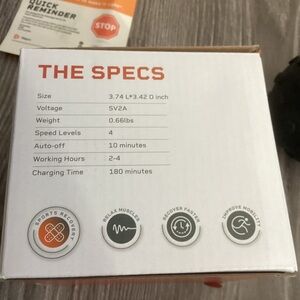 QUICK
REMINDER
STOP
THE SPECS
Size 3.74 L*3.42 D inch
Voltage 5V2A
Weight 0.66lbs
Speed Levels 4
Auto-off 10 minutes
Working Hours 2-4
Charging Time 180 minutes
SPORTS RECOVERY
RELAX MUSCLES
RECOVER FASTER
IMPROVE MOBILITY